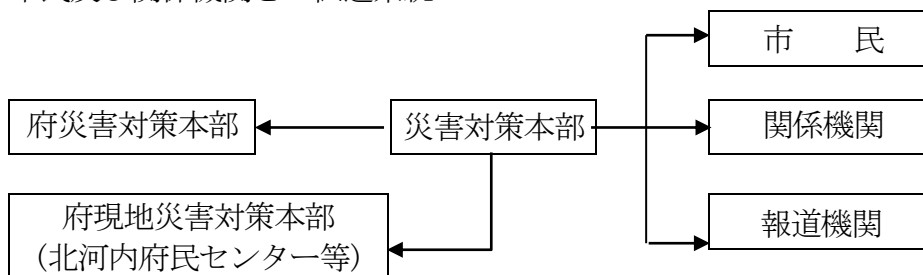 市　　民
府災害対策本部　災害対策本部　関係機関
府現地災害対策本部
（北河内府民センター等）
報道機関